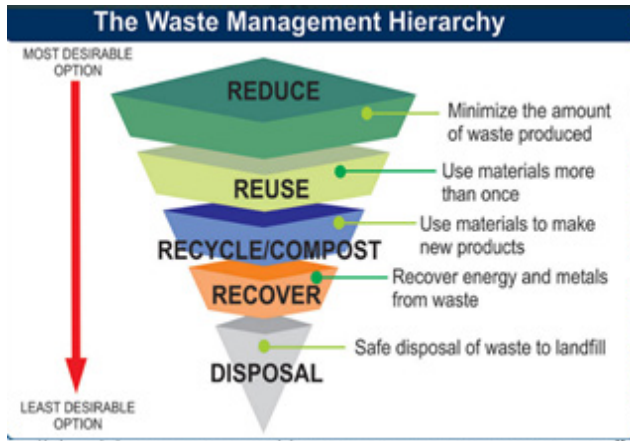 The Waste Management Hierarchy
MOST DESIRABLE
OPTION
REDUCE
Minimize the amount
of waste produced
REUSE
Use materials more
than once
RECYCLE/COMPOST
Use materials to make
new products
RECOVER
Recover energy and metals
from waste
DISPOSAL
Safe disposal of waste to landfill
LEAST DESIRABLE
OPTION